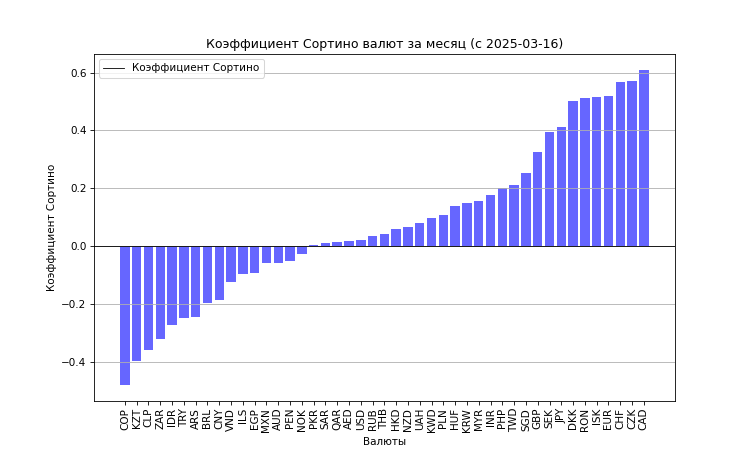 Коэффициент Сортино валют за месяц (с 2025-03-16)
Коэффициент Сортино
Коэффициент Сортино
0.6
0.4
0.2
0.0
−0.2
−0.4
COP KZT CLP ZAR IDR TRY ARS BRL CNY VND ILS EGP MXN AUD PEN NOK PKR SAR QAR AED USD RUB THB HKD NZD UAH KWD PLN HUF KRW MYR INR PHP TWD SGD GBP SEK JPY DKK RON ISK EUR CHF CZK CAD
Валюты